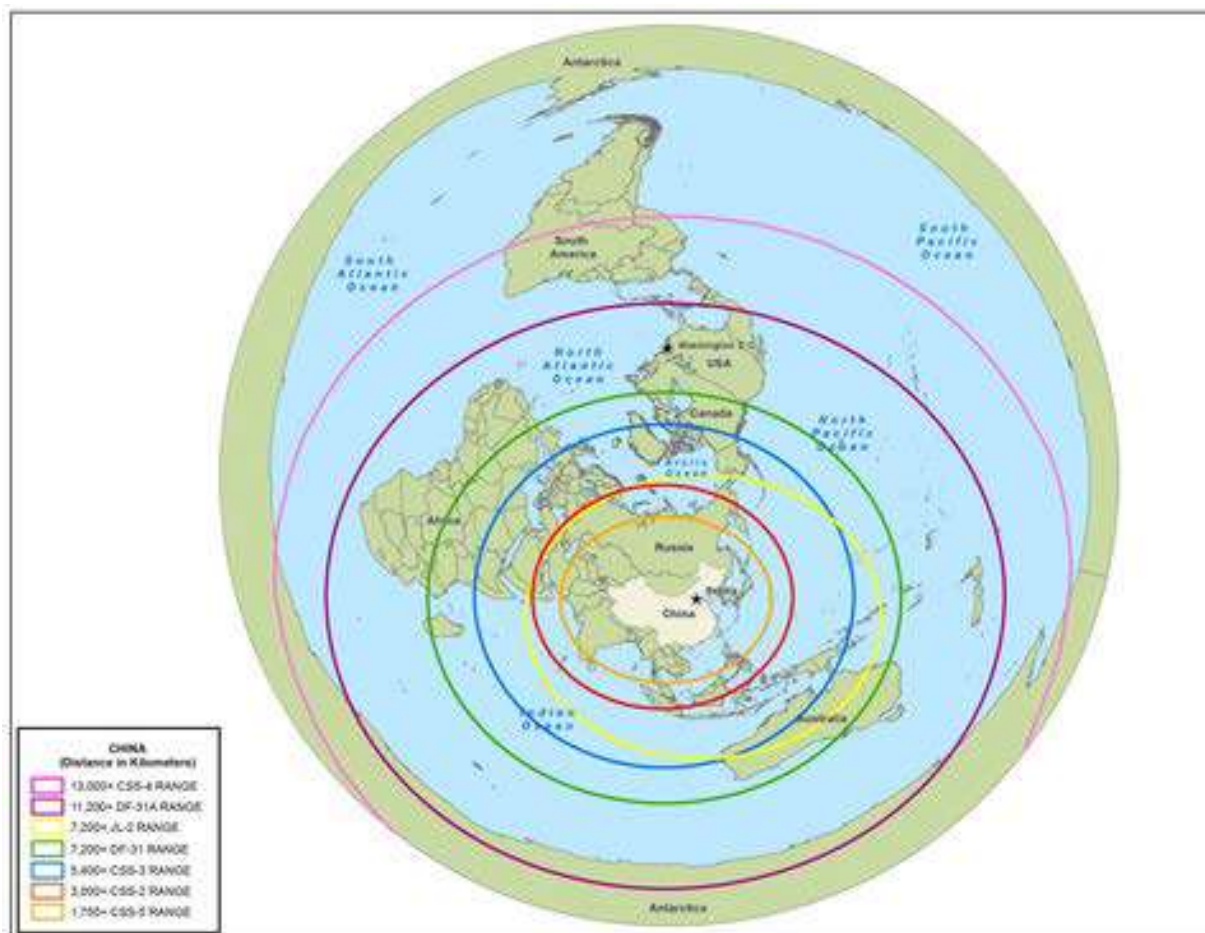 Antarctica
South
America
South
Pacific
Ocean
South
Atlantic
Ocean
Washington D.C.
USA
North
Atlantic
Ocean
Canada
North
Pacific
Ocean
Arctic
Ocean
Africa
Russia
China
Indian
Ocean
Australia
Antarctica
CHINA
(Distance in Kilometers)
13,000+ CSS-4 RANGE
11,200+ DF-31A RANGE
7,200+ JL-2 RANGE
7,200+ DF-31 RANGE
5,400+ CSS-3 RANGE
3,000+ CSS-2 RANGE
1,750+ CSS-5 RANGE